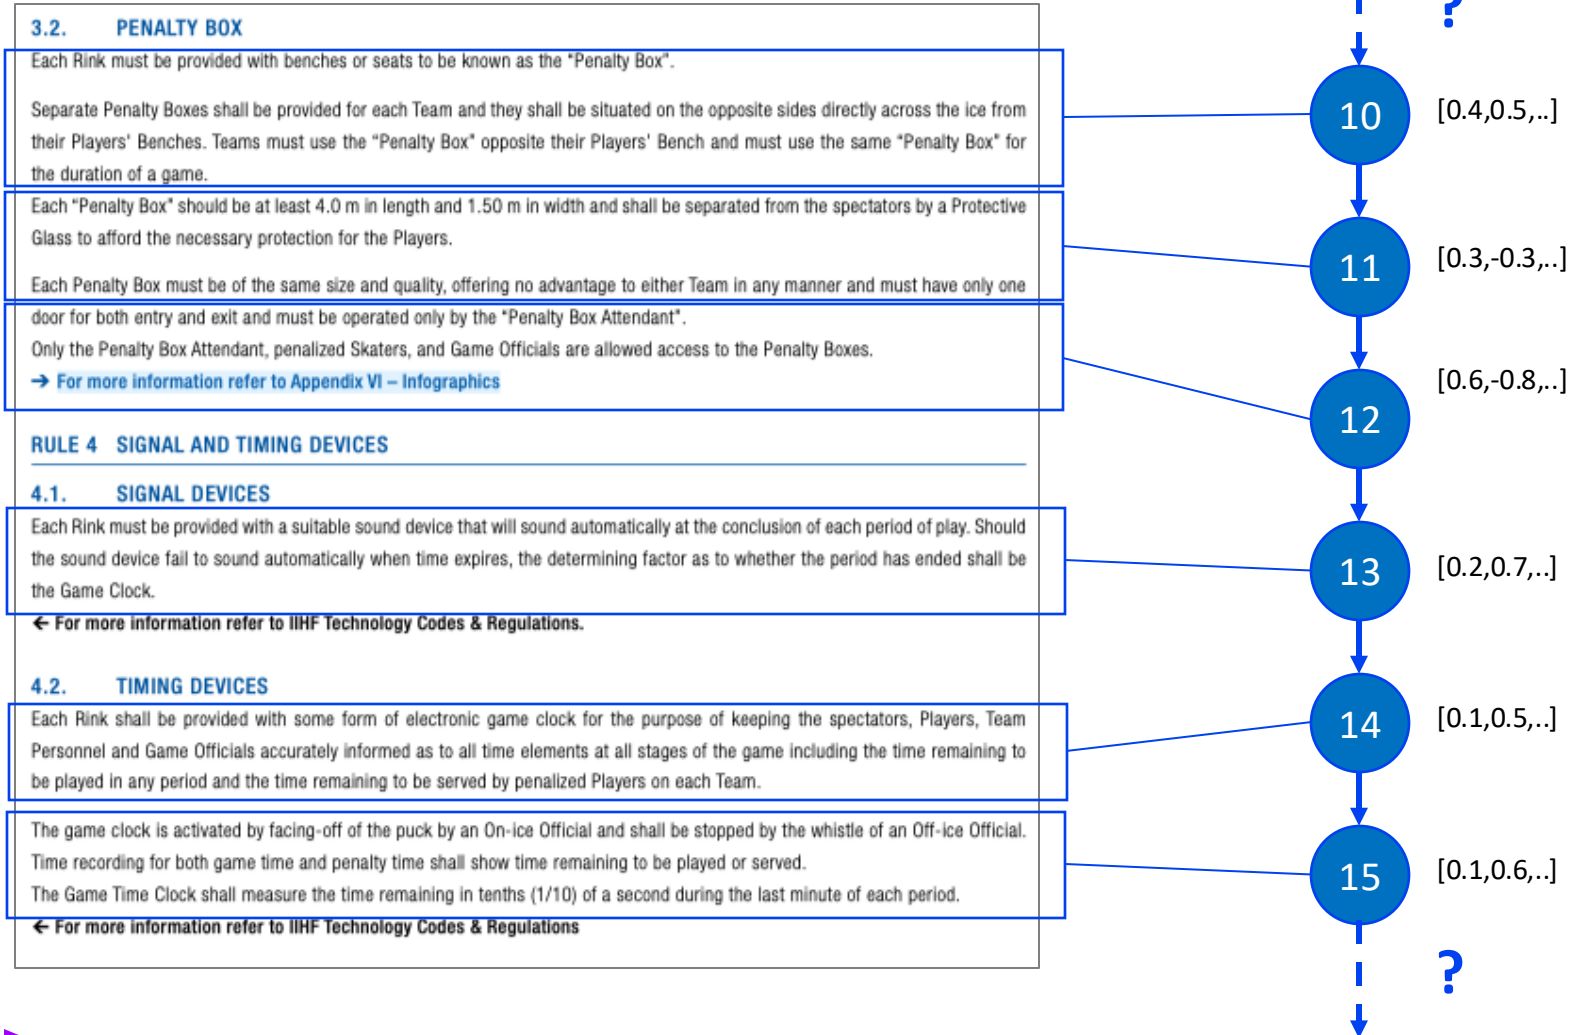 3.2. PENALTY BOX
Each Rink must be provided with benches or seats to be known as the “Penalty Box”.
Separate Penalty Boxes shall be provided for each Team and they shall be situated on the opposite sides directly across the ice from
their Players’ Benches. Teams must use the “Penalty Box” opposite their Players’ Bench and must use the same “Penalty Box” for
the duration of a game.
Each “Penalty Box” should be at least 4.0 m in length and 1.50 m in width and shall be separated from the spectators by a Protective
Glass to afford the necessary protection for the Players.
Each Penalty Box must be of the same size and quality, offering no advantage to either Team in any manner and must have only one
door for both entry and exit and must be operated only by the “Penalty Box Attendant”.
Only the Penalty Box Attendant, penalized Skaters, and Game Officials are allowed access to the Penalty Boxes.
→ For more information refer to Appendix VI – Infographics
RULE 4 SIGNAL AND TIMING DEVICES
4.1. SIGNAL DEVICES
Each Rink must be provided with a suitable sound device that will sound automatically at the conclusion of each period of play. Should
the sound device fail to sound automatically when time expires, the determining factor as to whether the period has ended shall be
the Game Clock.
← For more information refer to IIHF Technology Codes & Regulations.
4.2. TIMING DEVICES
Each Rink shall be provided with some form of electronic game clock for the purpose of keeping the spectators, Players, Team
Personnel and Game Officials accurately informed as to all time elements at all stages of the game including the time remaining to
be played in any period and the time remaining to be served by penalized Players on each Team.
The game clock is activated by facing-off of the puck by an On-ice Official and shall be stopped by the whistle of an Off-ice Official.
Time recording for both game time and penalty time shall show time remaining to be played or served.
The Game Time Clock shall measure the time remaining in tenths (1/10) of a second during the last minute of each period.
← For more information refer to IIHF Technology Codes & Regulations
?
10 [0.4,0.5,..]
11 [0.3,-0.3,..]
12 [0.6,-0.8,..]
13 [0.2,0.7,..]
14 [0.1,0.5,..]
15 [0.1,0.6,..]
?